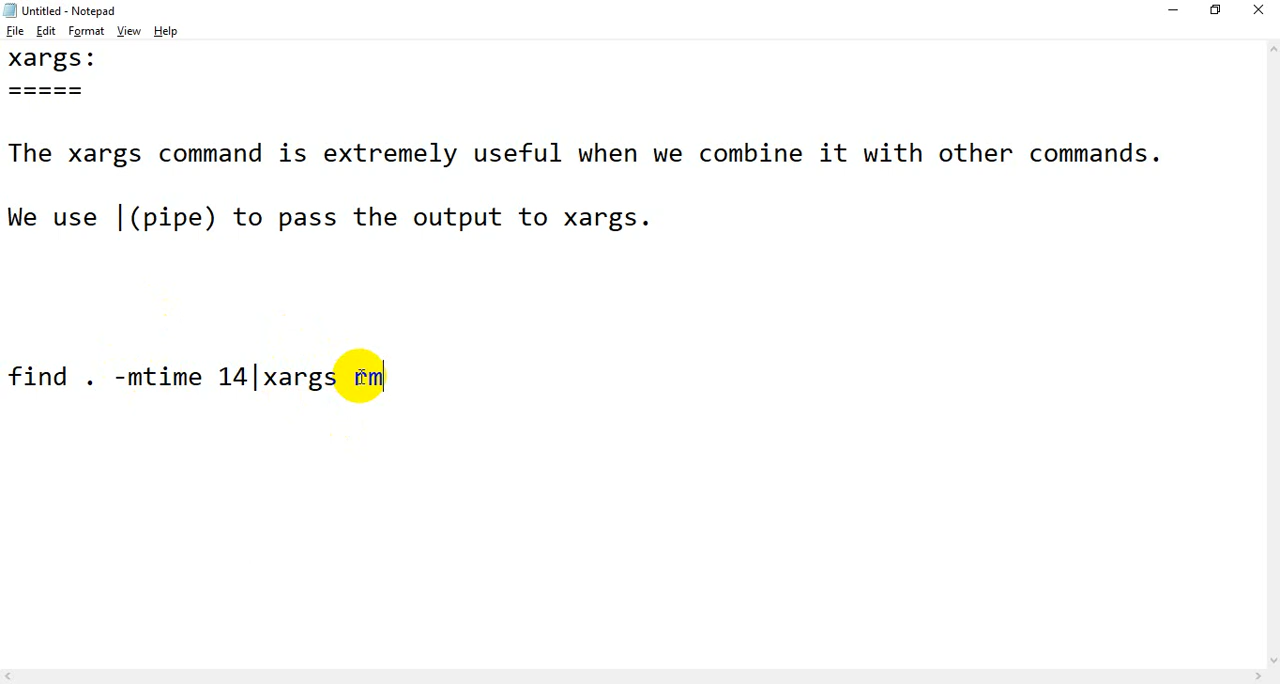 Untitled - Notepad
File Edit Format View Help
xargs:
=====
The xargs command is extremely useful when we combine it with other commands.
We use |(pipe) to pass the output to xargs.
find . -mtime 14|xargs rm